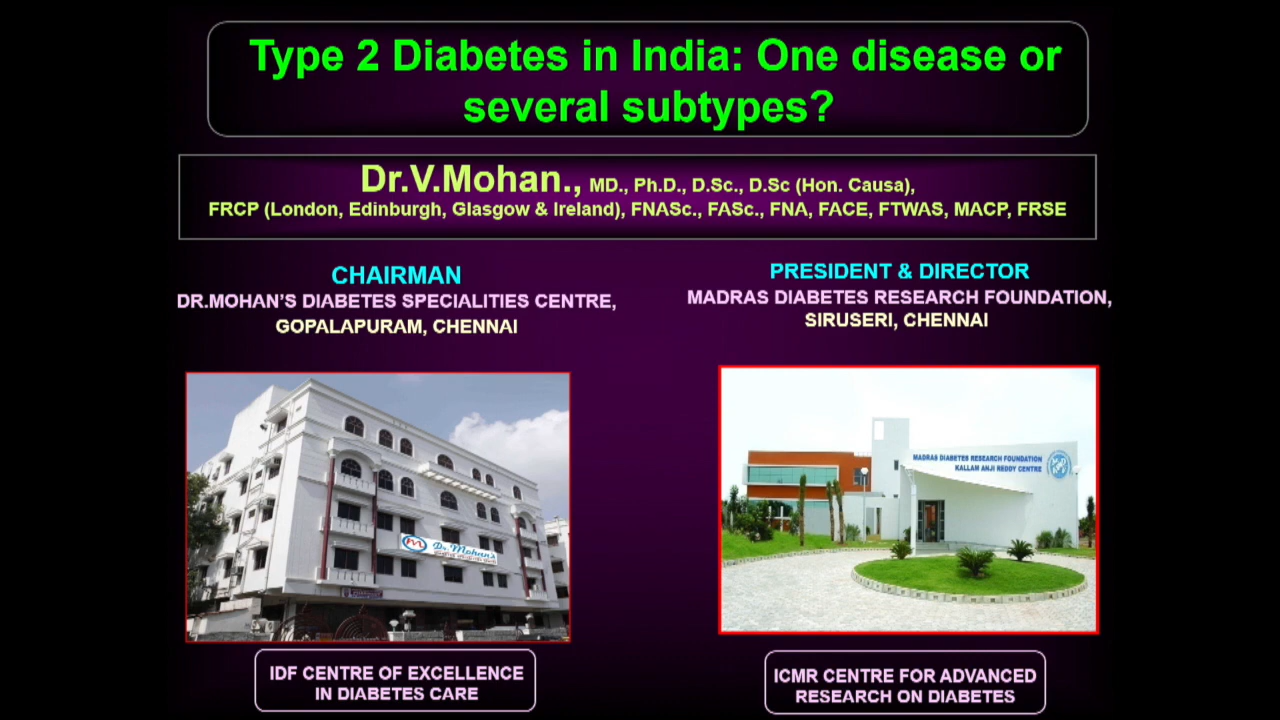 Type 2 Diabetes in India: One disease or
several subtypes?
Dr.V.Mohan., MD., Ph.D., D.Sc., D.Sc (Hon. Causa),
FRCP (London, Edinburgh, Glasgow & Ireland), FNASc., FASc., FNA, FACE, FTWAS, MACP, FRSE
CHAIRMAN
DR.MOHAN'S DIABETES SPECIALITIES CENTRE,
GOPALAPURAM, CHENNAI
PRESIDENT & DIRECTOR
MADRAS DIABETES RESEARCH FOUNDATION,
SIRUSERI, CHENNAI
Dr. Mohan's
MADRAS DIABETES RESEARCH FOUNDATION
KALLAM ANJI REDDY CENTRE
IDF CENTRE OF EXCELLENCE
IN DIABETES CARE
ICMR CENTRE FOR ADVANCED
RESEARCH ON DIABETES